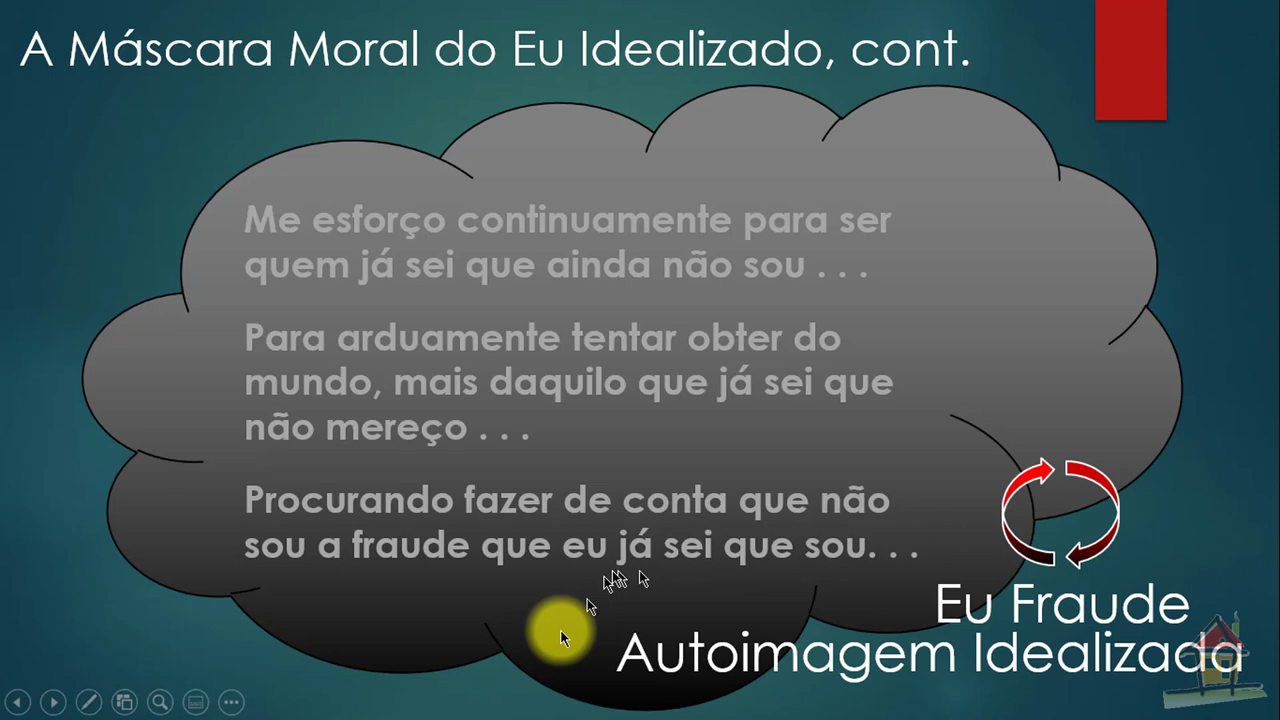 A Máscara Moral do Eu Idealizado, cont.
Me esforço continuamente para ser
quem já sei que ainda não sou . . .
Para arduamente tentar obter do
mundo, mais daquilo que já sei que
não mereço . . .
Procurando fazer de conta que não
sou a fraude que eu já sei que sou. . .
Eu Fraude
Autoimagem Idealizada